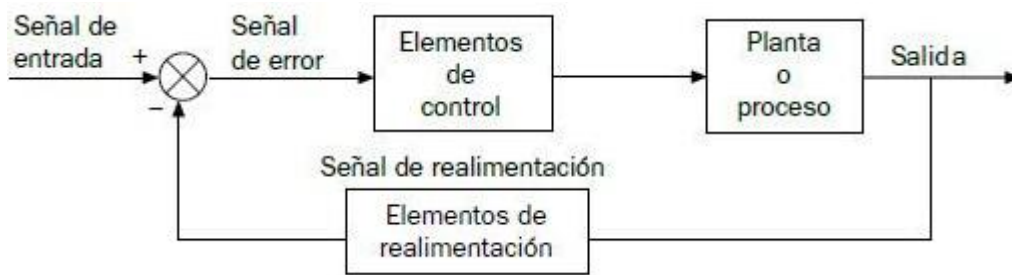 Señal de
entrada
+
−
Señal
de error
Elementos
de
control
Planta
o
proceso
Salida
Señal de realimentación
Elementos de
realimentación